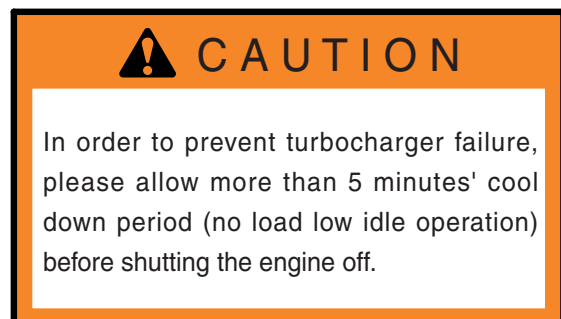 CAUTION
In order to prevent turbocharger failure,
please allow more than 5 minutes' cool
down period (no load low idle operation)
before shutting the engine off.